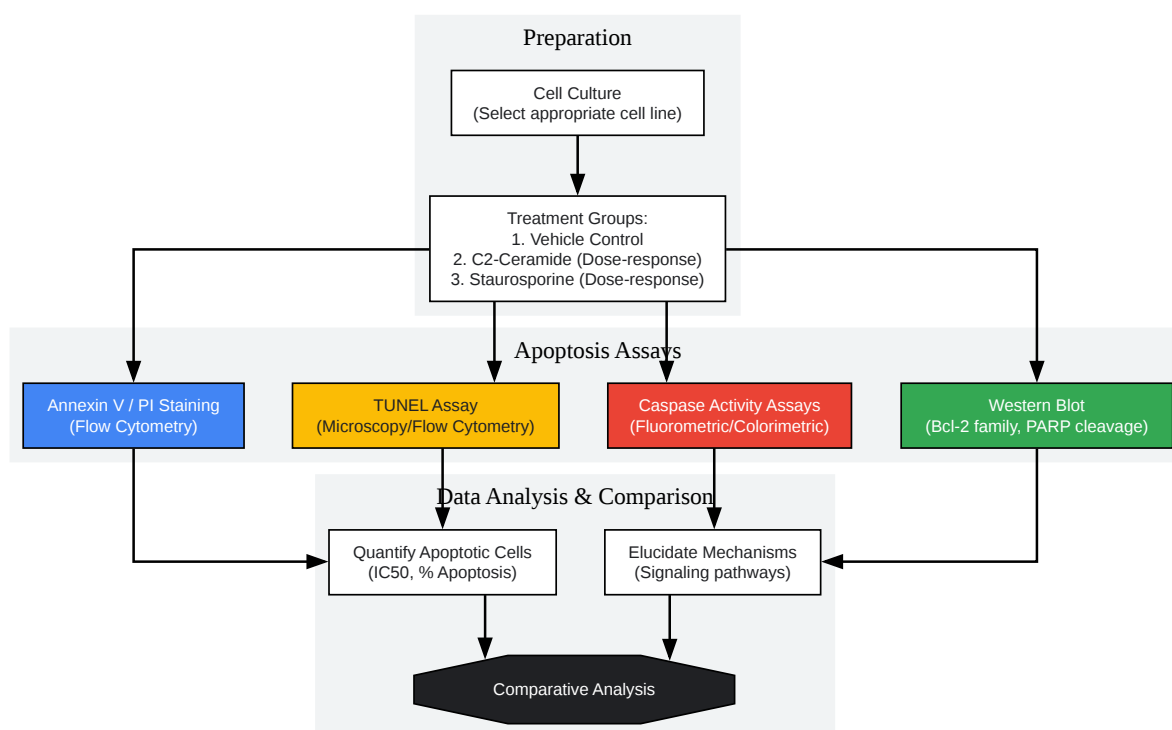 Preparation
Cell Culture
(Select appropriate cell line)
Treatment Groups:
1. Vehicle Control
2. C2-Ceramide (Dose-response)
3. Staurosporine (Dose-response)
Apoptosis Assays
Annexin V / PI Staining
(Flow Cytometry)
TUNEL Assay
(Microscopy/Flow Cytometry)
Caspase Activity Assays
(Fluorometric/Colorimetric)
Western Blot
(Bcl-2 family, PARP cleavage)
Data Analysis & Comparison
Quantify Apoptotic Cells
(IC50, % Apoptosis)
Elucidate Mechanisms
(Signaling pathways)
Comparative Analysis